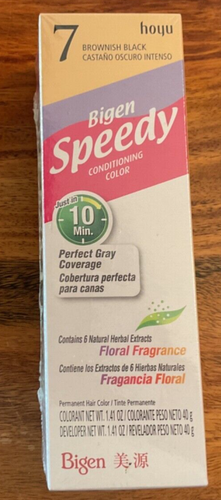 7
hoyu
BROWNISH BLACK
CASTAÑO OSCURO INTENSO
Bigen
Speedy
CONDITIONING
COLOR
Just in
10
Min.
Perfect Gray
Coverage
Cobertura perfecta
para canas
Contains 6 Natural Herbal Extracts
Floral Fragrance
Contiene los Extractos de 6 Hierbas Naturales
Fragancia Floral
Permanent Hair Color / Tinte Permanente
COLORANT NET WT. 1.41 OZ / COLORANTE PESO NETO 40 g
DEVELOPER NET WT. 1.41 OZ / REVELADOR PESO NETO 40 g
Bigen 美·源